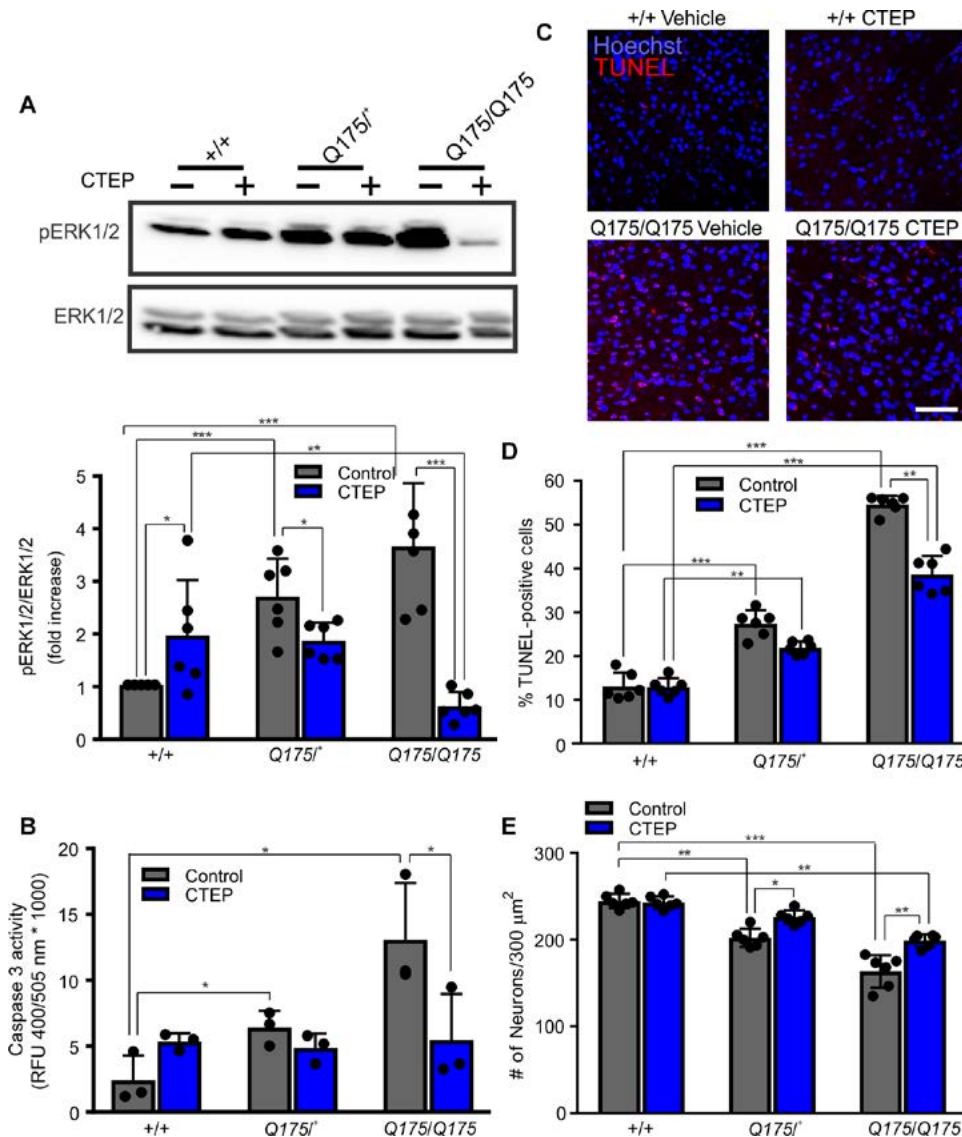 A
+/+
Q175/*
Q175/Q175
CTEP
− + − + − +
pERK1/2
ERK1/2
***
***
**
*
*
***
Control
CTEP
pERK1/2/ERK1/2
(fold increase)
5
4
3
2
1
0
+/+
Q175/*
Q175/Q175
B
*
*
*
Control
CTEP
Caspase 3 activity
(RFU 400/505 nm * 1000)
20
15
10
5
0
+/+
Q175/*
Q175/Q175
C
+/+ Vehicle
+/+ CTEP
Hoechst
TUNEL
Q175/Q175 Vehicle
Q175/Q175 CTEP
D
***
***
**
***
**
Control
CTEP
% TUNEL-positive cells
60
50
40
30
20
10
0
+/+
Q175/*
Q175/Q175
E
Control
CTEP
***
**
**
*
**
# of Neurons/300 µm²
300
200
100
0
+/+
Q175/*
Q175/Q175